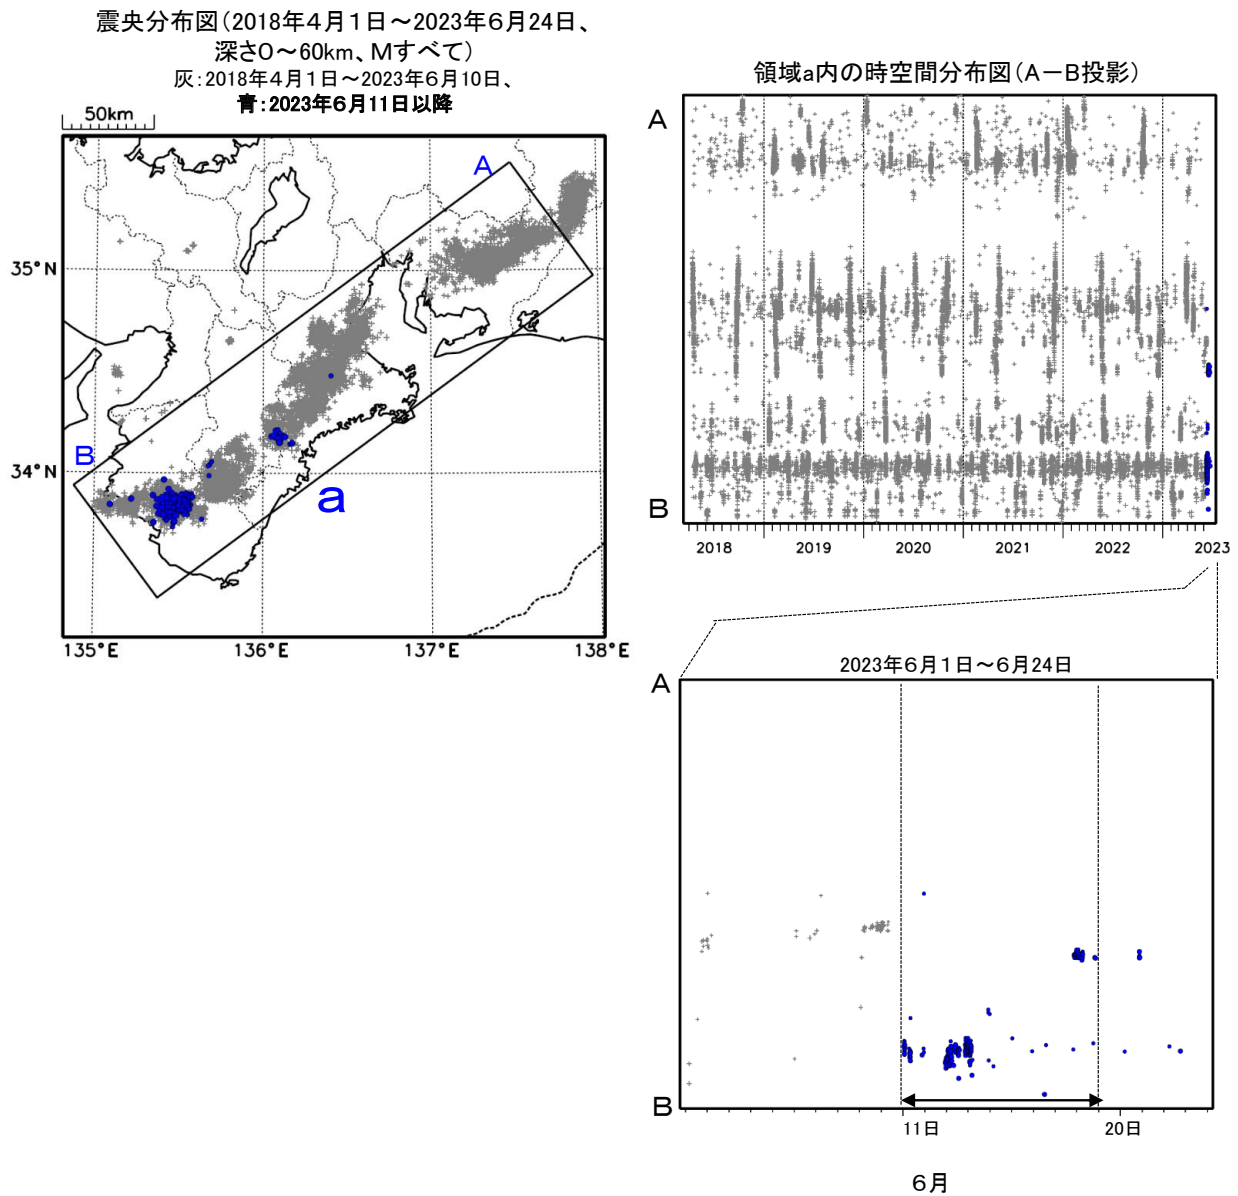 震央分布図(2018年4月1日~2023年6月24日、
深さ0~60km、Mすべて)
灰:2018年4月1日~2023年6月10日、
青:2023年6月11日以降
50km
A
B
a
35°N
34°N
135°E
136°E
137°E
138°E
領域a内の時空間分布図(A-B投影)
A
B
2018
2019
2020
2021
2022
2023
2023年6月1日~6月24日
A
B
11日
20日
6月